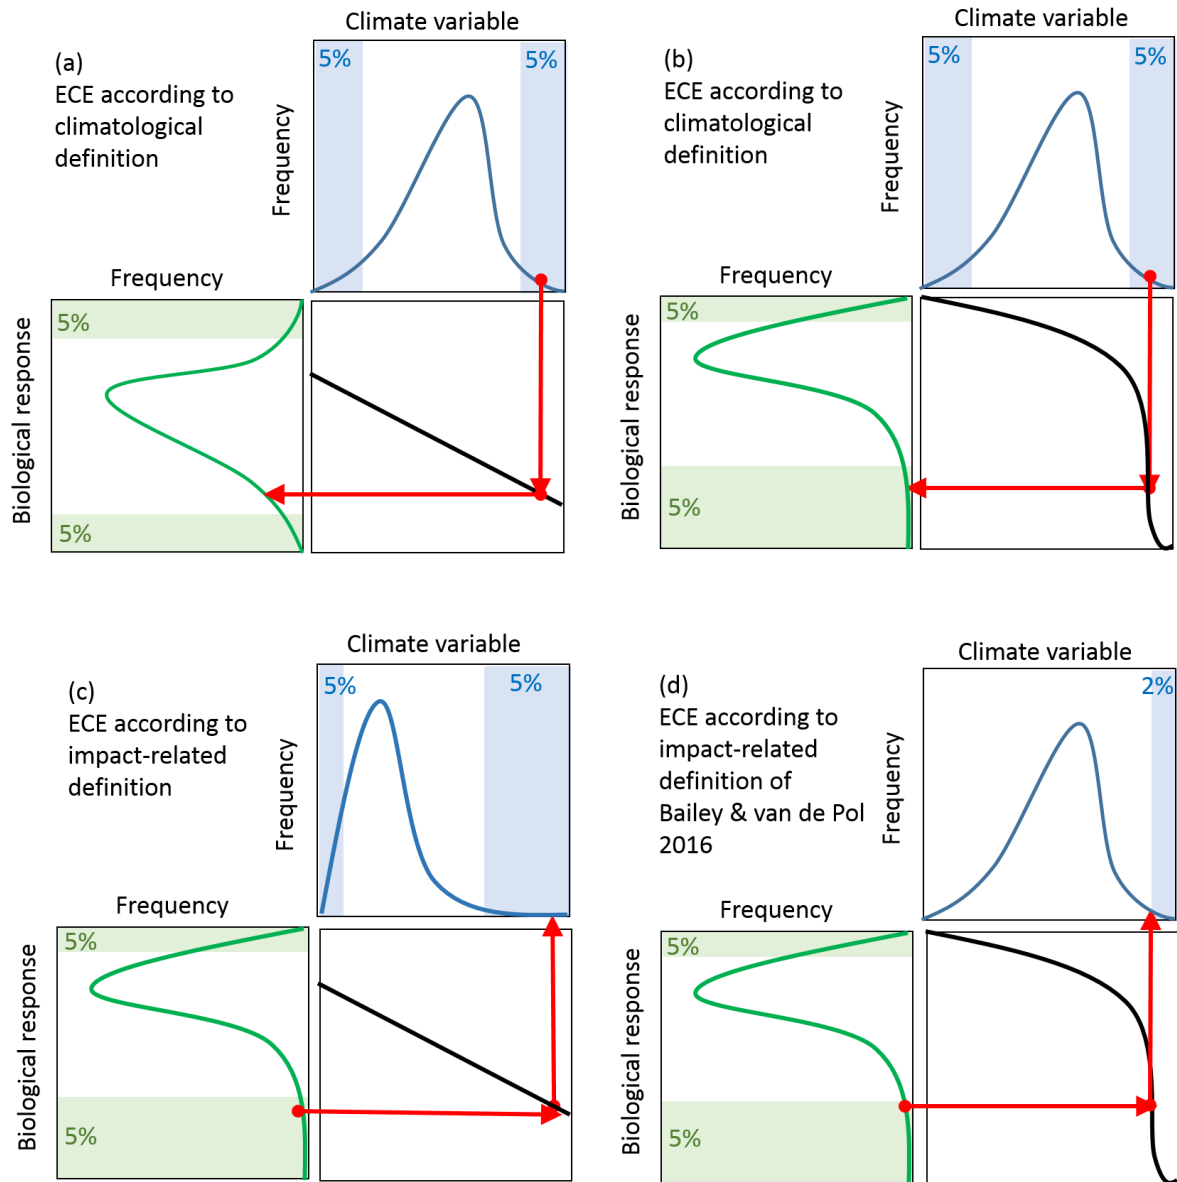 Climate variable
(a)
ECE according to
climatological
definition
5%
5%
Frequency
Frequency
5%
5%
Biological response
Climate variable
(b)
ECE according to
climatological
definition
5%
5%
Frequency
5%
5%
Biological response
Climate variable
(c)
ECE according to
impact-related
definition
5%
5%
Frequency
Frequency
5%
5%
Biological response
Climate variable
(d)
ECE according to
impact-related
definition of
Bailey & van de Pol
2016
2%
Frequency
Frequency
5%
5%
Biological response